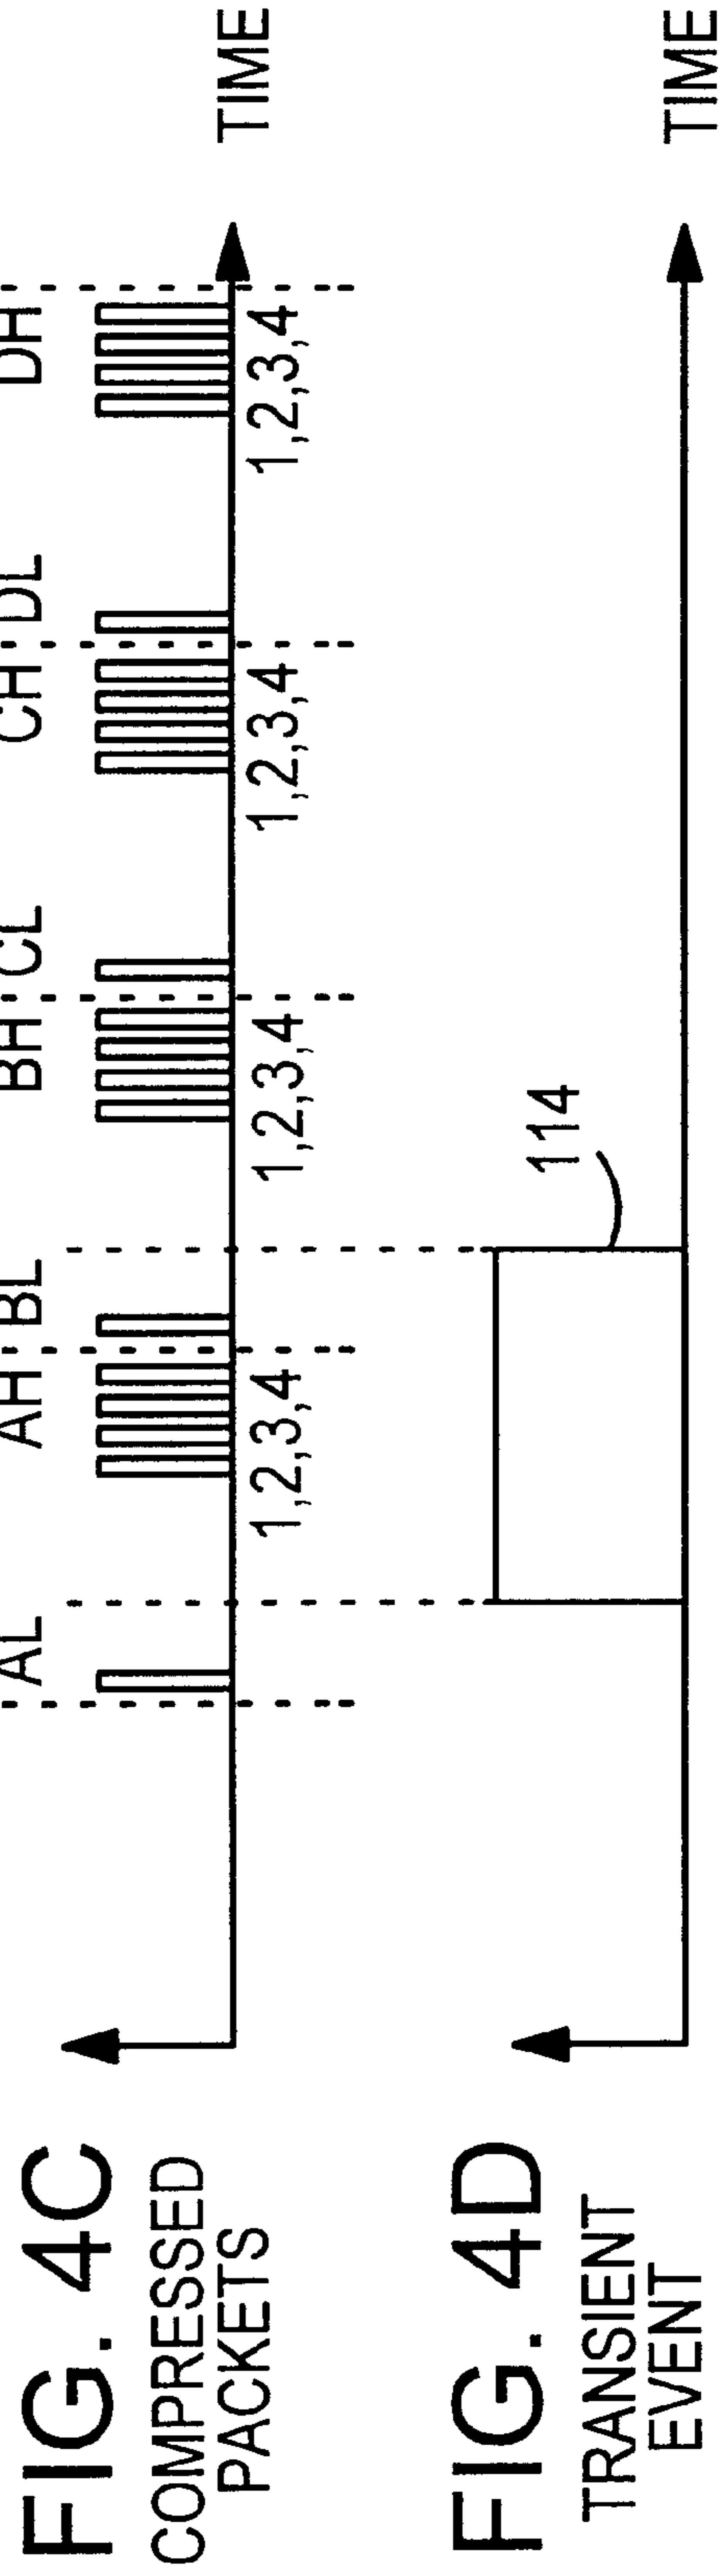 FIG. 4C
COMPRESSED
PACKETS
AL AH BL BH CL CH DL DH
1,2,3,4 1,2,3,4 1,2,3,4 1,2,3,4
TIME
FIG. 4D
TRANSIENT
EVENT
114
TIME